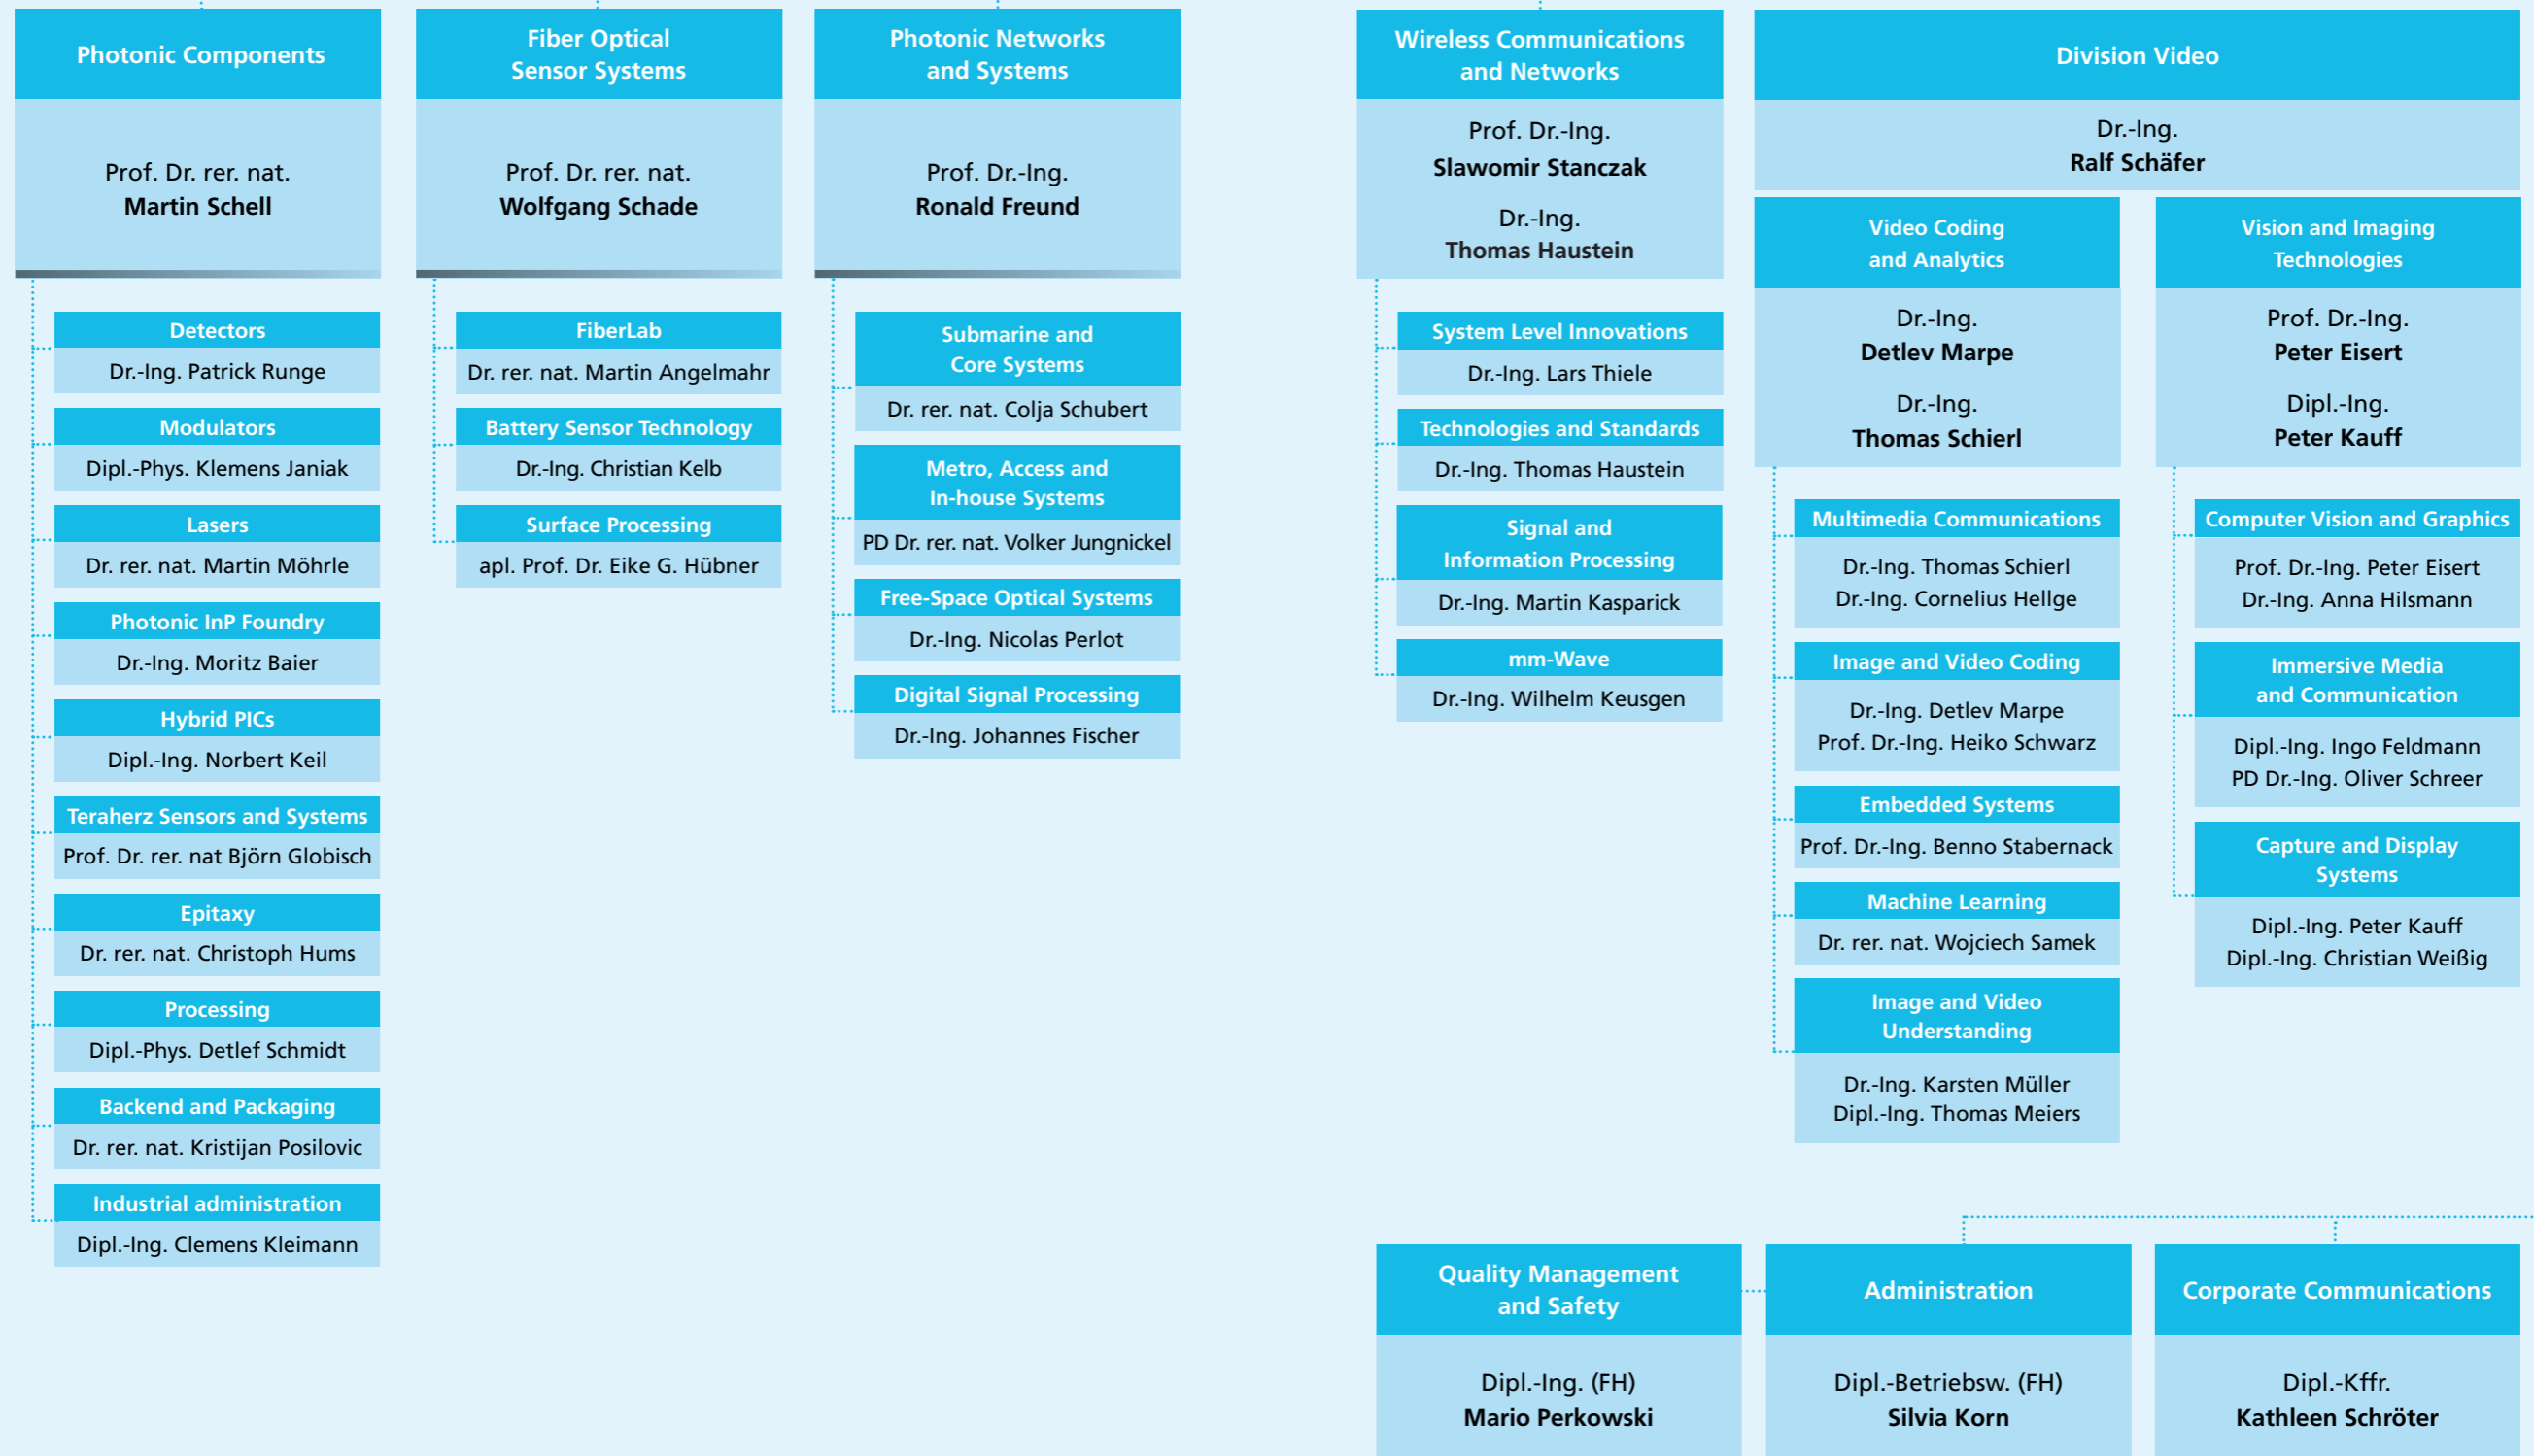 Photonic Components
Prof. Dr. rer. nat.
Martin Schell
Detectors
Dr.-Ing. Patrick Runge
Modulators
Dipl.-Phys. Klemens Janiak
Lasers
Dr. rer. nat. Martin Möhrle
Photonic InP Foundry
Dr.-Ing. Moritz Baier
Hybrid PICs
Dipl.-Ing. Norbert Keil
Teraherz Sensors and Systems
Prof. Dr. rer. nat Björn Globisch
Epitaxy
Dr. rer. nat. Christoph Hums
Processing
Dipl.-Phys. Detlef Schmidt
Backend and Packaging
Dr. rer. nat. Kristijan Posilovic
Industrial administration
Dipl.-Ing. Clemens Kleimann
Fiber Optical
Sensor Systems
Prof. Dr. rer. nat.
Wolfgang Schade
FiberLab
Dr. rer. nat. Martin Angelmahr
Battery Sensor Technology
Dr.-Ing. Christian Kelb
Surface Processing
apl. Prof. Dr. Eike G. Hübner
Photonic Networks
and Systems
Prof. Dr.-Ing.
Ronald Freund
Submarine and
Core Systems
Dr. rer. nat. Colja Schubert
Metro, Access and
In-house Systems
PD Dr. rer. nat. Volker Jungnickel
Free-Space Optical Systems
Dr.-Ing. Nicolas Perlot
Digital Signal Processing
Dr.-Ing. Johannes Fischer
Wireless Communications
and Networks
Prof. Dr.-Ing.
Slawomir Stanczak
Dr.-Ing.
Thomas Haustein
System Level Innovations
Dr.-Ing. Lars Thiele
Technologies and Standards
Dr.-Ing. Thomas Haustein
Signal and
Information Processing
Dr.-Ing. Martin Kasparick
mm-Wave
Dr.-Ing. Wilhelm Keusgen
Division Video
Dr.-Ing.
Ralf Schäfer
Video Coding
and Analytics
Dr.-Ing.
Detlev Marpe
Dr.-Ing.
Thomas Schierl
Multimedia Communications
Dr.-Ing. Thomas Schierl
Dr.-Ing. Cornelius Hellge
Image and Video Coding
Dr.-Ing. Detlev Marpe
Prof. Dr.-Ing. Heiko Schwarz
Embedded Systems
Prof. Dr.-Ing. Benno Stabernack
Machine Learning
Dr. rer. nat. Wojciech Samek
Image and Video
Understanding
Dr.-Ing. Karsten Müller
Dipl.-Ing. Thomas Meiers
Vision and Imaging
Technologies
Prof. Dr.-Ing.
Peter Eisert
Dipl.-Ing.
Peter Kauff
Computer Vision and Graphics
Prof. Dr.-Ing. Peter Eisert
Dr.-Ing. Anna Hilsmann
Immersive Media
and Communication
Dipl.-Ing. Ingo Feldmann
PD Dr.-Ing. Oliver Schreer
Capture and Display
Systems
Dipl.-Ing. Peter Kauff
Dipl.-Ing. Christian Weißig
Quality Management
and Safety
Dipl.-Ing. (FH)
Mario Perkowski
Administration
Dipl.-Betriebsw. (FH)
Silvia Korn
Corporate Communications
Dipl.-Kffr.
Kathleen Schröter